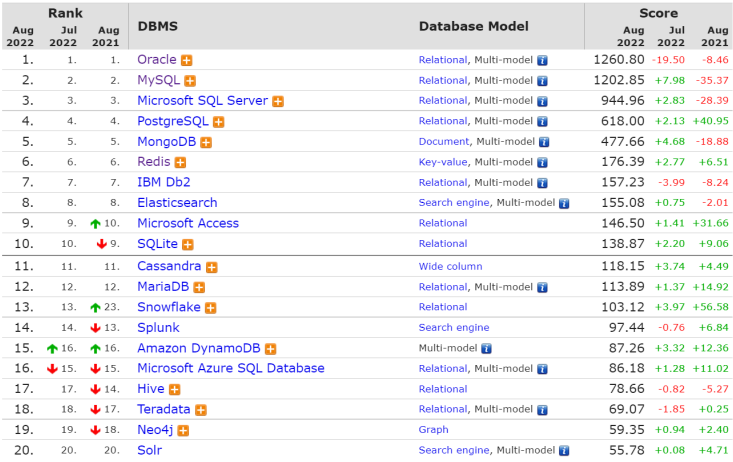 Rank DBMS Database Model Score
Aug 2022 Jul 2022 Aug 2021 Aug 2022 Jul 2022 Aug 2021
1. 1. 1. Oracle Relational, Multi-model 1260.80 -19.50 -8.46
2. 2. 2. MySQL Relational, Multi-model 1202.85 +7.98 -35.37
3. 3. 3. Microsoft SQL Server Relational, Multi-model 944.96 +2.83 -28.39
4. 4. 4. PostgreSQL Relational, Multi-model 618.00 +2.13 +40.95
5. 5. 5. MongoDB Document, Multi-model 477.66 +4.68 -18.88
6. 6. 6. Redis Key-value, Multi-model 176.39 +2.77 +6.51
7. 7. 7. IBM Db2 Relational, Multi-model 157.23 -3.99 -8.24
8. 8. 8. Elasticsearch Search engine, Multi-model 155.08 +0.75 -2.01
9. 9. 10. Microsoft Access Relational 146.50 +1.41 +31.66
10. 10. 9. SQLite Relational 138.87 +2.20 +9.06
11. 11. 11. Cassandra Wide column 118.15 +3.74 +4.49
12. 12. 12. MariaDB Relational, Multi-model 113.89 +1.37 +14.92
13. 13. 23. Snowflake Relational 103.12 +3.97 +56.58
14. 14. 13. Splunk Search engine 97.44 -0.76 +6.84
15. 16. 16. Amazon DynamoDB Multi-model 87.26 +3.32 +12.36
16. 15. 15. Microsoft Azure SQL Database Relational, Multi-model 86.18 +1.28 +11.02
17. 17. 14. Hive Relational 78.66 -0.82 -5.27
18. 18. 17. Teradata Relational, Multi-model 69.07 -1.85 +0.25
19. 19. 18. Neo4j Graph 59.35 +0.94 +2.40
20. 20. 20. Solr Search engine, Multi-model 55.78 +0.08 +4.71